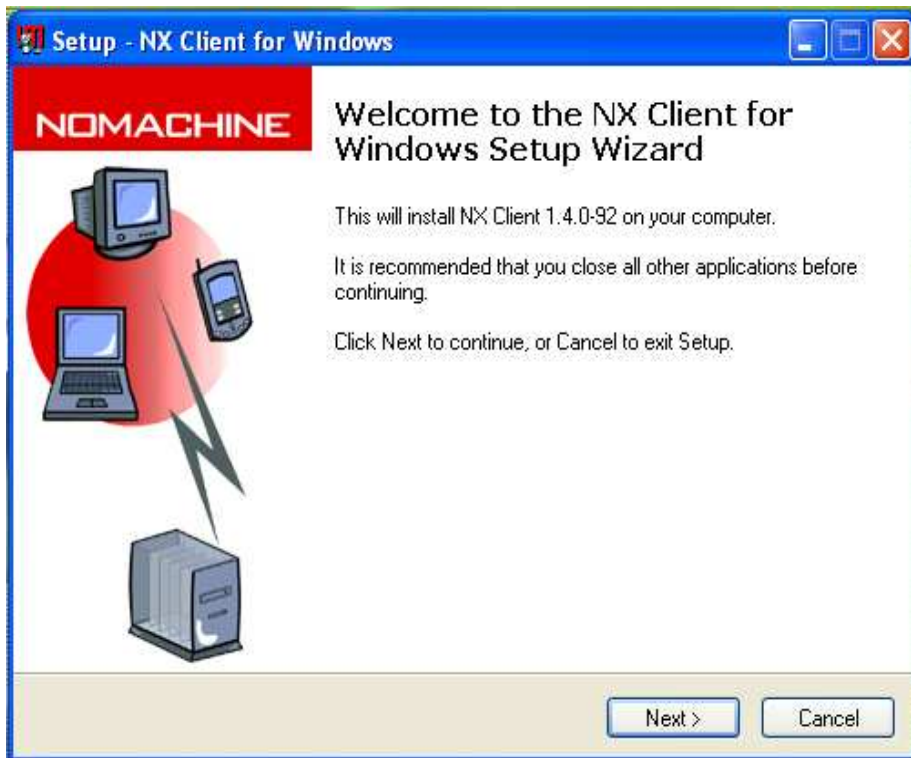 Setup - NX Client for Windows
NOMACHINE
Welcome to the NX Client for
Windows Setup Wizard
This will install NX Client 1.4.0-92 on your computer.
It is recommended that you close all other applications before
continuing.
Click Next to continue, or Cancel to exit Setup.
Next >
Cancel